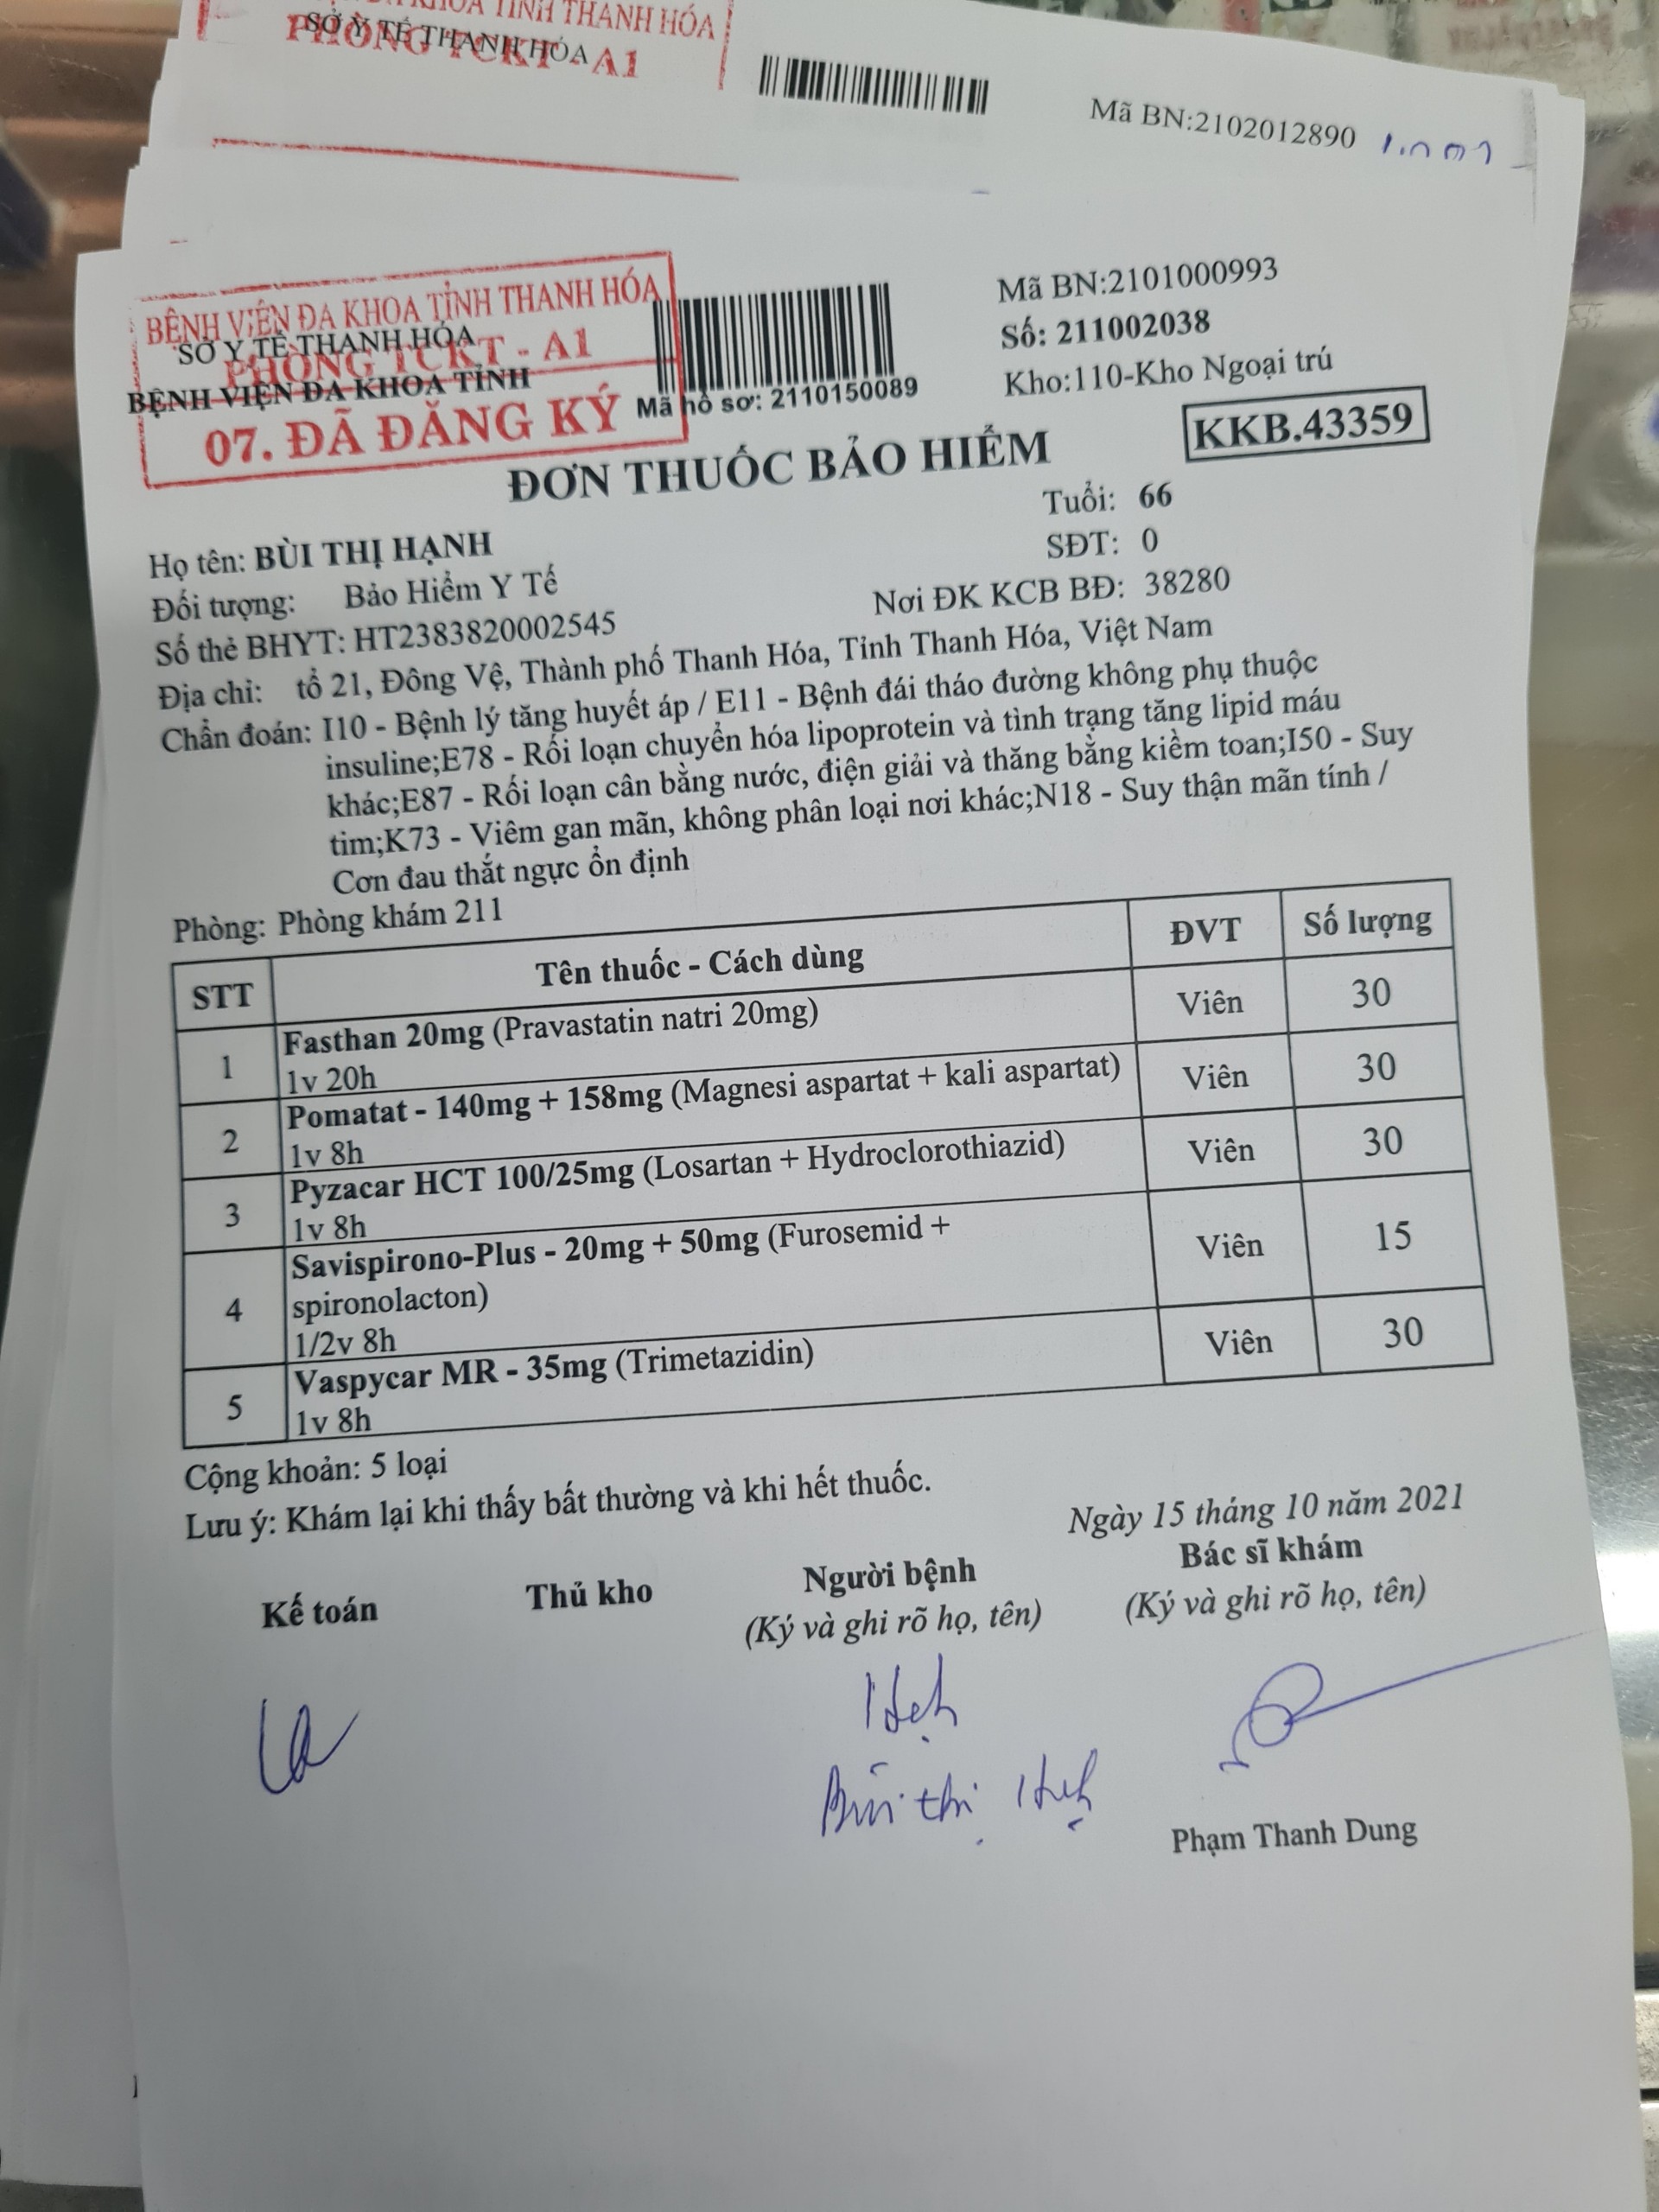 KHOA TỈNH THANH HÓA
SỞ Y TẾ THANH HÓA
PHÒNG TCKT - A1
Mã BN:2102012890
BỆNH VIỆN ĐA KHOA TỈNH THANH HÓA
SỞ Y TẾ THANH HÓA
PHÒNG TCKT - A1
BỆNH VIỆN ĐA KHOA TỈNH
07. ĐÃ ĐĂNG KÝ
Mã hồ sơ: 2110150089
Mã BN:2101000993
Số: 211002038
Kho:110-Kho Ngoại trú
KKB.43359
ĐƠN THUỐC BẢO HIỂM
Họ tên: BÙI THỊ HẠNH
Tuổi: 66
SĐT: 0
Đối tượng: Bảo Hiểm Y Tế
Số thẻ BHYT: HT2383820002545
Nơi ĐK KCB BĐ: 38280
Địa chỉ: tổ 21, Đông Vệ, Thành phố Thanh Hóa, Tỉnh Thanh Hóa, Việt Nam
Chẩn đoán: I10 - Bệnh lý tăng huyết áp / E11 - Bệnh đái tháo đường không phụ thuộc
insuline;E78 - Rối loạn chuyển hóa lipoprotein và tình trạng tăng lipid máu
khác;E87 - Rối loạn cân bằng nước, điện giải và thăng bằng kiềm toan;I50 - Suy
tim;K73 - Viêm gan mãn, không phân loại nơi khác;N18 - Suy thận mãn tính /
Cơn đau thắt ngực ổn định
Phòng: Phòng khám 211
STT Tên thuốc - Cách dùng ĐVT Số lượng
1 Fasthan 20mg (Pravastatin natri 20mg) Viên 30
1v 20h
2 Pomatat - 140mg + 158mg (Magnesi aspartat + kali aspartat) Viên 30
1v 8h
3 Pyzacar HCT 100/25mg (Losartan + Hydroclorothiazid) Viên 30
1v 8h
4 Savispirono-Plus - 20mg + 50mg (Furosemid + Viên 15
spironolacton)
1/2v 8h
5 Vaspycar MR - 35mg (Trimetazidin) Viên 30
1v 8h
Cộng khoản: 5 loại
Lưu ý: Khám lại khi thấy bất thường và khi hết thuốc.
Ngày 15 tháng 10 năm 2021
Kế toán Thủ kho Người bệnh Bác sĩ khám
(Ký và ghi rõ họ, tên) (Ký và ghi rõ họ, tên)
Hạnh
Bùi thị Hạnh
Phạm Thanh Dung